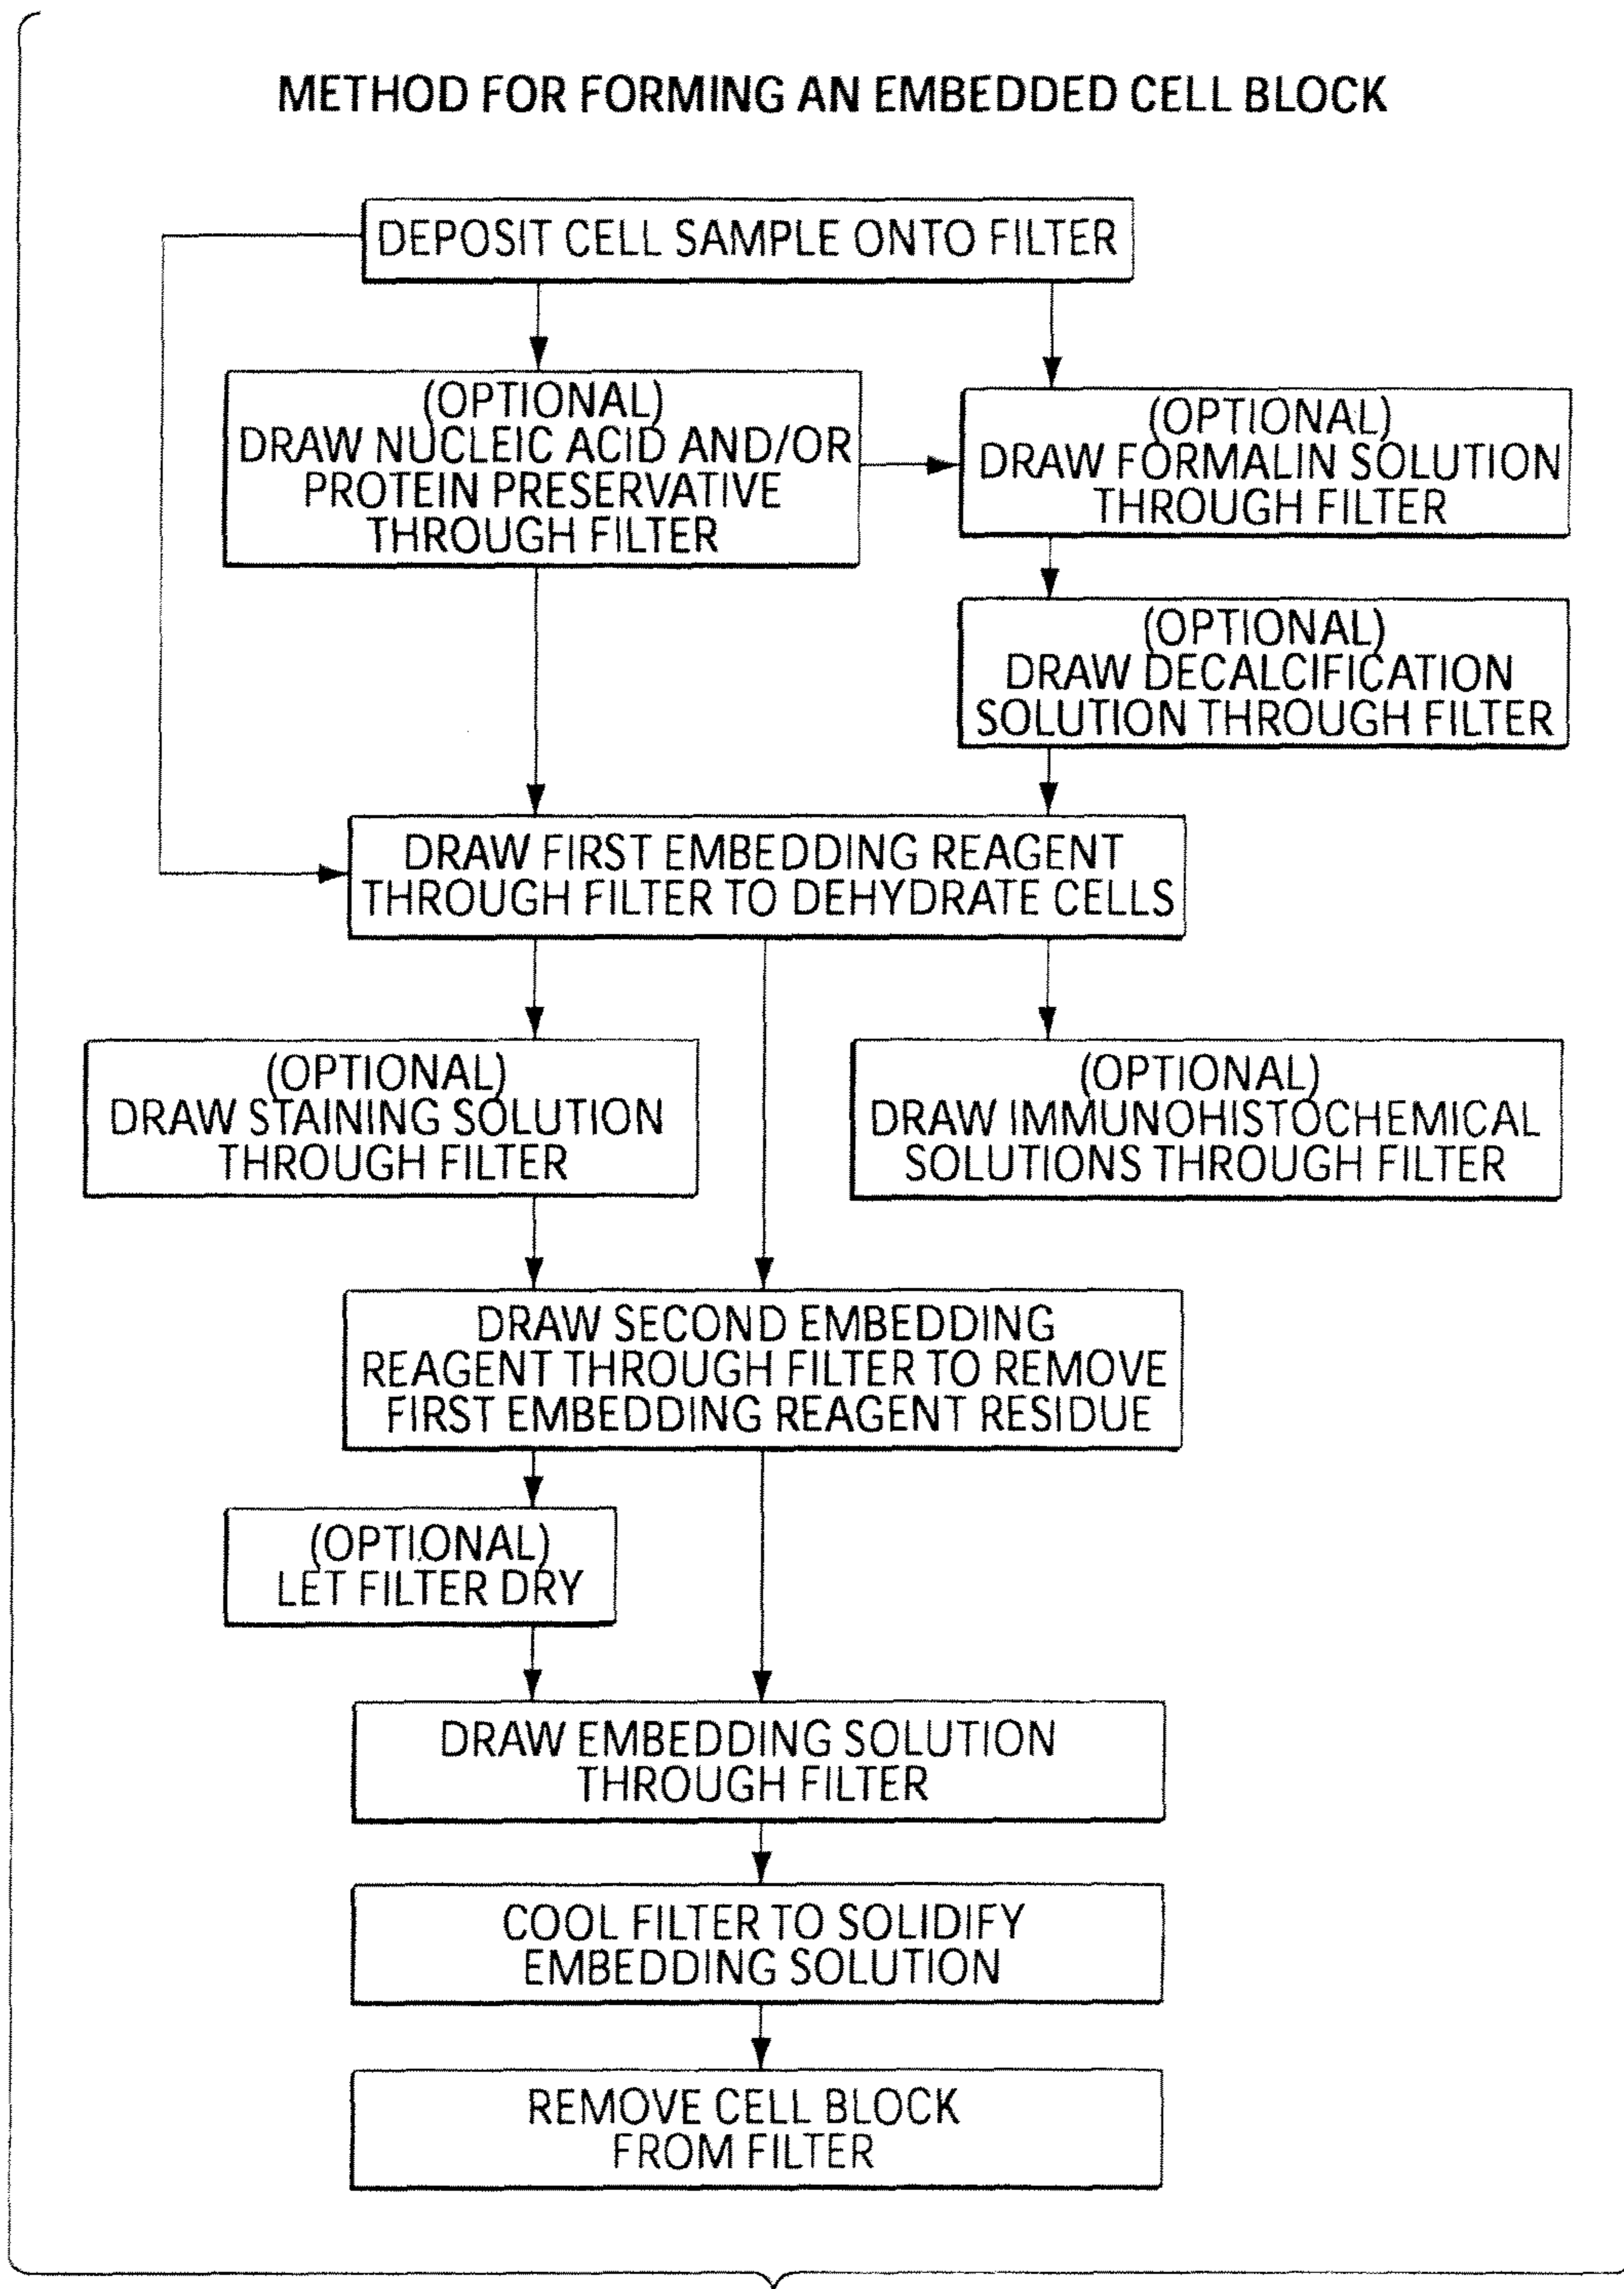 METHOD FOR FORMING AN EMBEDDED CELL BLOCK
DEPOSIT CELL SAMPLE ONTO FILTER
(OPTIONAL)
DRAW NUCLEIC ACID AND/OR
PROTEIN PRESERVATIVE
THROUGH FILTER
(OPTIONAL)
DRAW FORMALIN SOLUTION
THROUGH FILTER
(OPTIONAL)
DRAW DECALCIFICATION
SOLUTION THROUGH FILTER
DRAW FIRST EMBEDDING REAGENT
THROUGH FILTER TO DEHYDRATE CELLS
(OPTIONAL)
DRAW STAINING SOLUTION
THROUGH FILTER
(OPTIONAL)
DRAW IMMUNOHISTOCHEMICAL
SOLUTIONS THROUGH FILTER
DRAW SECOND EMBEDDING
REAGENT THROUGH FILTER TO REMOVE
FIRST EMBEDDING REAGENT RESIDUE
(OPTIONAL)
LET FILTER DRY
DRAW EMBEDDING SOLUTION
THROUGH FILTER
COOL FILTER TO SOLIDIFY
EMBEDDING SOLUTION
REMOVE CELL BLOCK
FROM FILTER